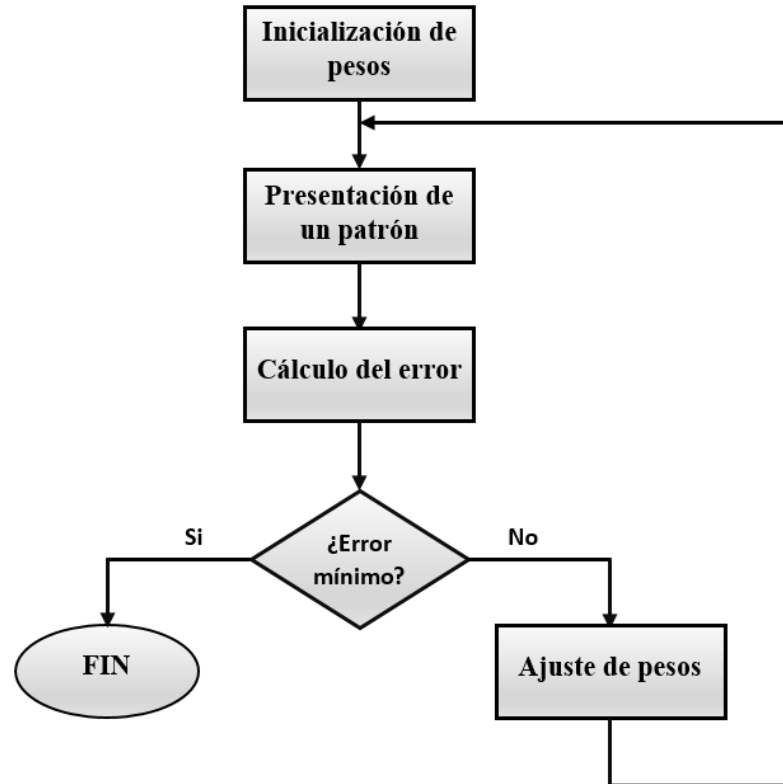 Inicialización de
pesos
Presentación de
un patrón
Cálculo del error
Si
¿Error
mínimo?
No
FIN
Ajuste de pesos